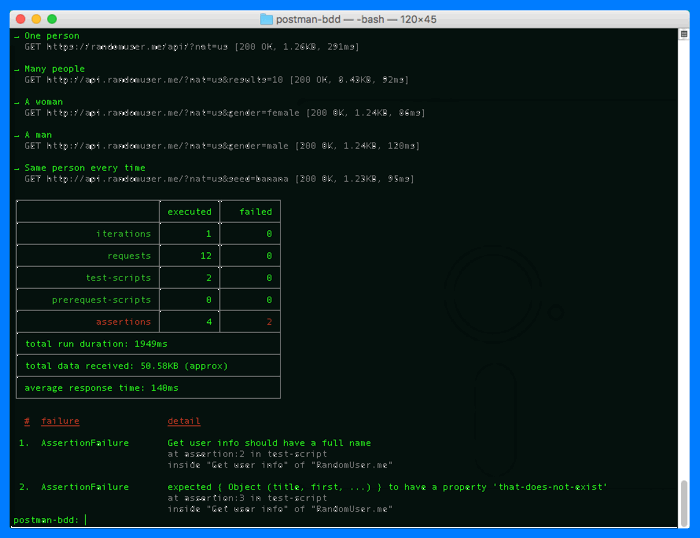 postman-bdd — -bash — 120×45
→ One person
GET https://randomuser.me/api/?nat=us [200 OK, 1.26KB, 291ms]
→ Many people
GET http://api.randomuser.me/?nat=us&results=10 [200 OK, 52ms]
→ A woman
GET http://api.randomuser.me/?nat=us&gender=female [200 OK, 1.24KB,
→ A man
GET http://api.randomuser.me/?nat=us&gender=male [200 OK, 1.24KB,
→ Same person every time
GET http://api.randomuser.me/?nat=us&seed=banana [200 OK, 1.23KB,
executed failed
iterations 1 0
requests 12 0
test-scripts 2 0
prerequest-scripts 0 0
assertions 4 2
total run duration: 1949ms
total data received: 50.58KB (approx)
average response time: 140ms
# failure detail
1. AssertionFailure Get user info should have a full name
at assertion:2 in test-script
inside "Get user info" of "RandomUser.me"
2. AssertionFailure expected { Object (title, first, ...) } to have a property 'that-does-not-exist'
at assertion:3 in test-script
inside "Get user info" of "RandomUser.me"
postman-bdd: